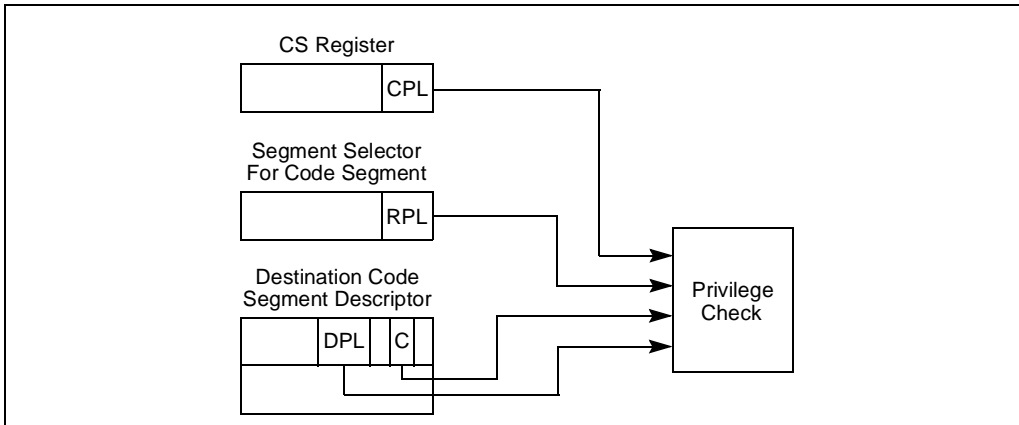 CS Register
CPL
Segment Selector
For Code Segment
RPL
Destination Code
Segment Descriptor
DPL C
Privilege
Check